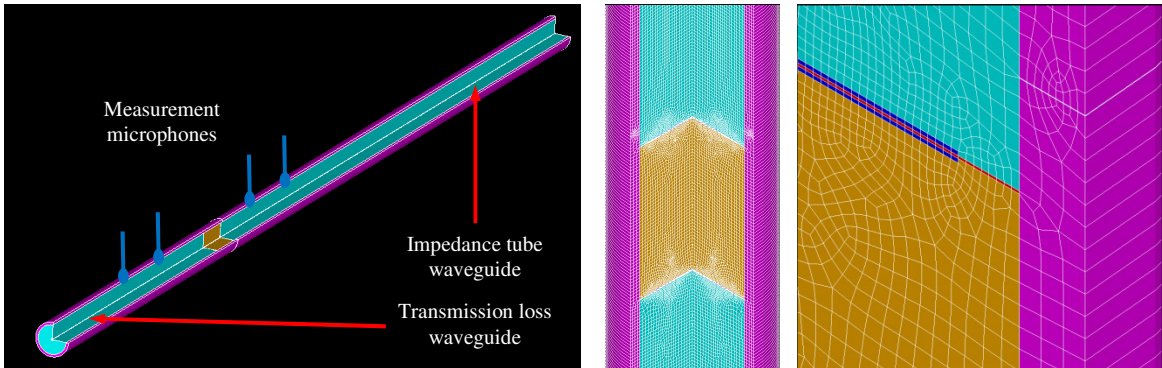 Measurement
microphones
Impedance tube
waveguide
Transmission loss
waveguide